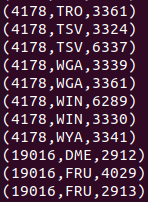 (4178,TRO,3361)
(4178,TSV,3324)
(4178,TSV,6337)
(4178,WGA,3339)
(4178,WGA,3361)
(4178,WIN,6289)
(4178,WIN,3330)
(4178,WYA,3341)
(19016,DME,2912)
(19016,FRU,4029)
(19016,FRU,2913)